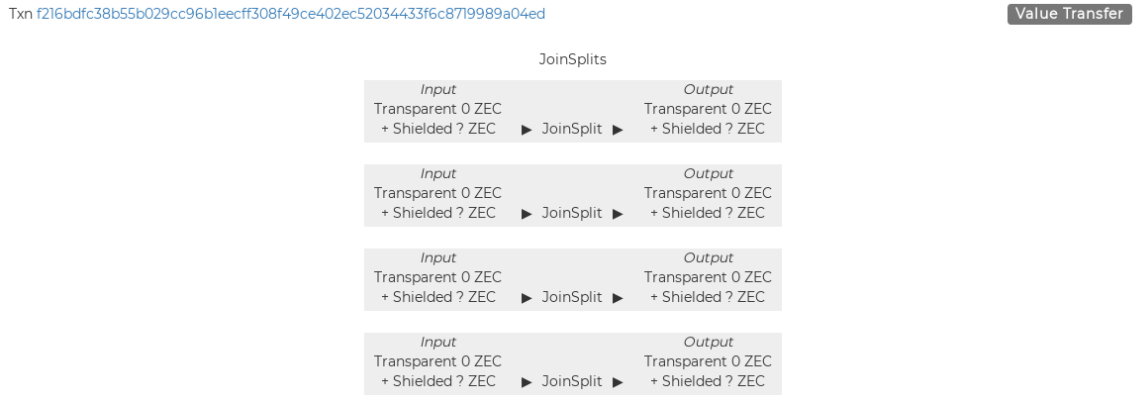 Txn f216bdfc38b55b029cc96b1eecff308f49ce402ec52034433f6c8719989a04ed Value Transfer
JoinSplits
Input Output
Transparent 0 ZEC Transparent 0 ZEC
+ Shielded ? ZEC ▶ JoinSplit ▶ + Shielded ? ZEC
Input Output
Transparent 0 ZEC Transparent 0 ZEC
+ Shielded ? ZEC ▶ JoinSplit ▶ + Shielded ? ZEC
Input Output
Transparent 0 ZEC Transparent 0 ZEC
+ Shielded ? ZEC ▶ JoinSplit ▶ + Shielded ? ZEC
Input Output
Transparent 0 ZEC Transparent 0 ZEC
+ Shielded ? ZEC ▶ JoinSplit ▶ + Shielded ? ZEC